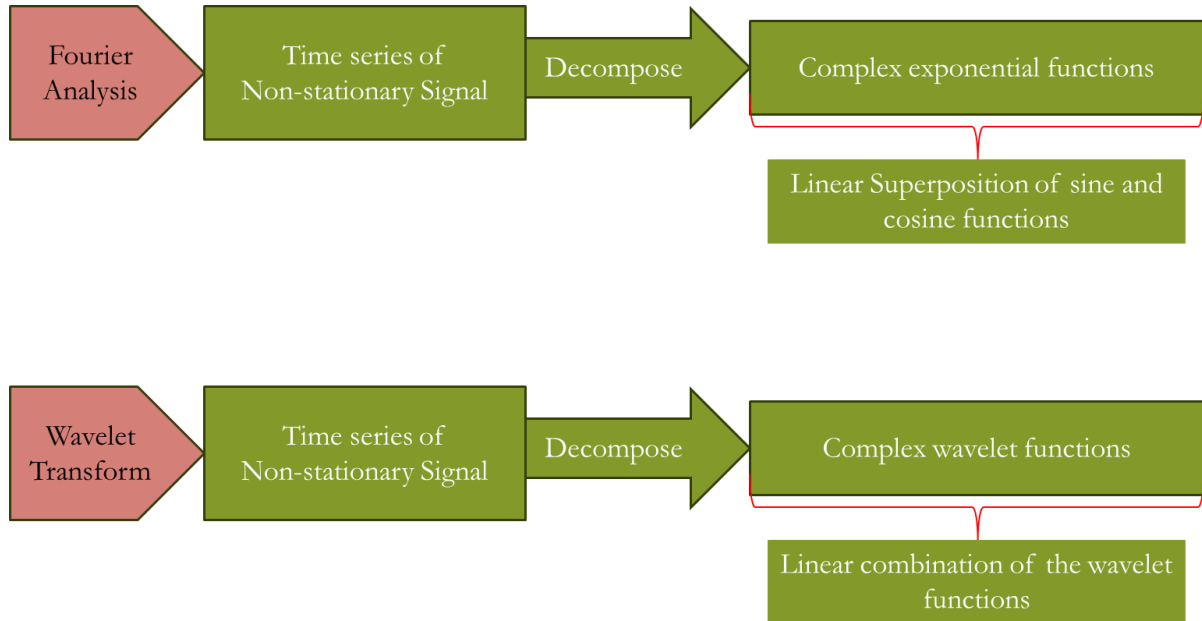 Fourier
Analysis
Time series of
Non-stationary Signal
Decompose
Complex exponential functions
Linear Superposition of sine and
cosine functions
Wavelet
Transform
Time series of
Non-stationary Signal
Decompose
Complex wavelet functions
Linear combination of the wavelet
functions